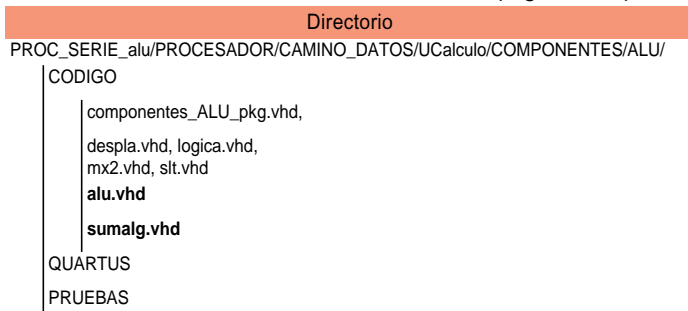 Directorio
PROC_SERIE_alu/PROCESADOR/CAMINO_DATOS/UCalculo/COMPONENTES/ALU/
CODIGO
componentes_ALU_pkg.vhd,
despla.vhd, logica.vhd,
mx2.vhd, slt.vhd
alu.vhd
sumalg.vhd
QUARTUS
PRUEBAS